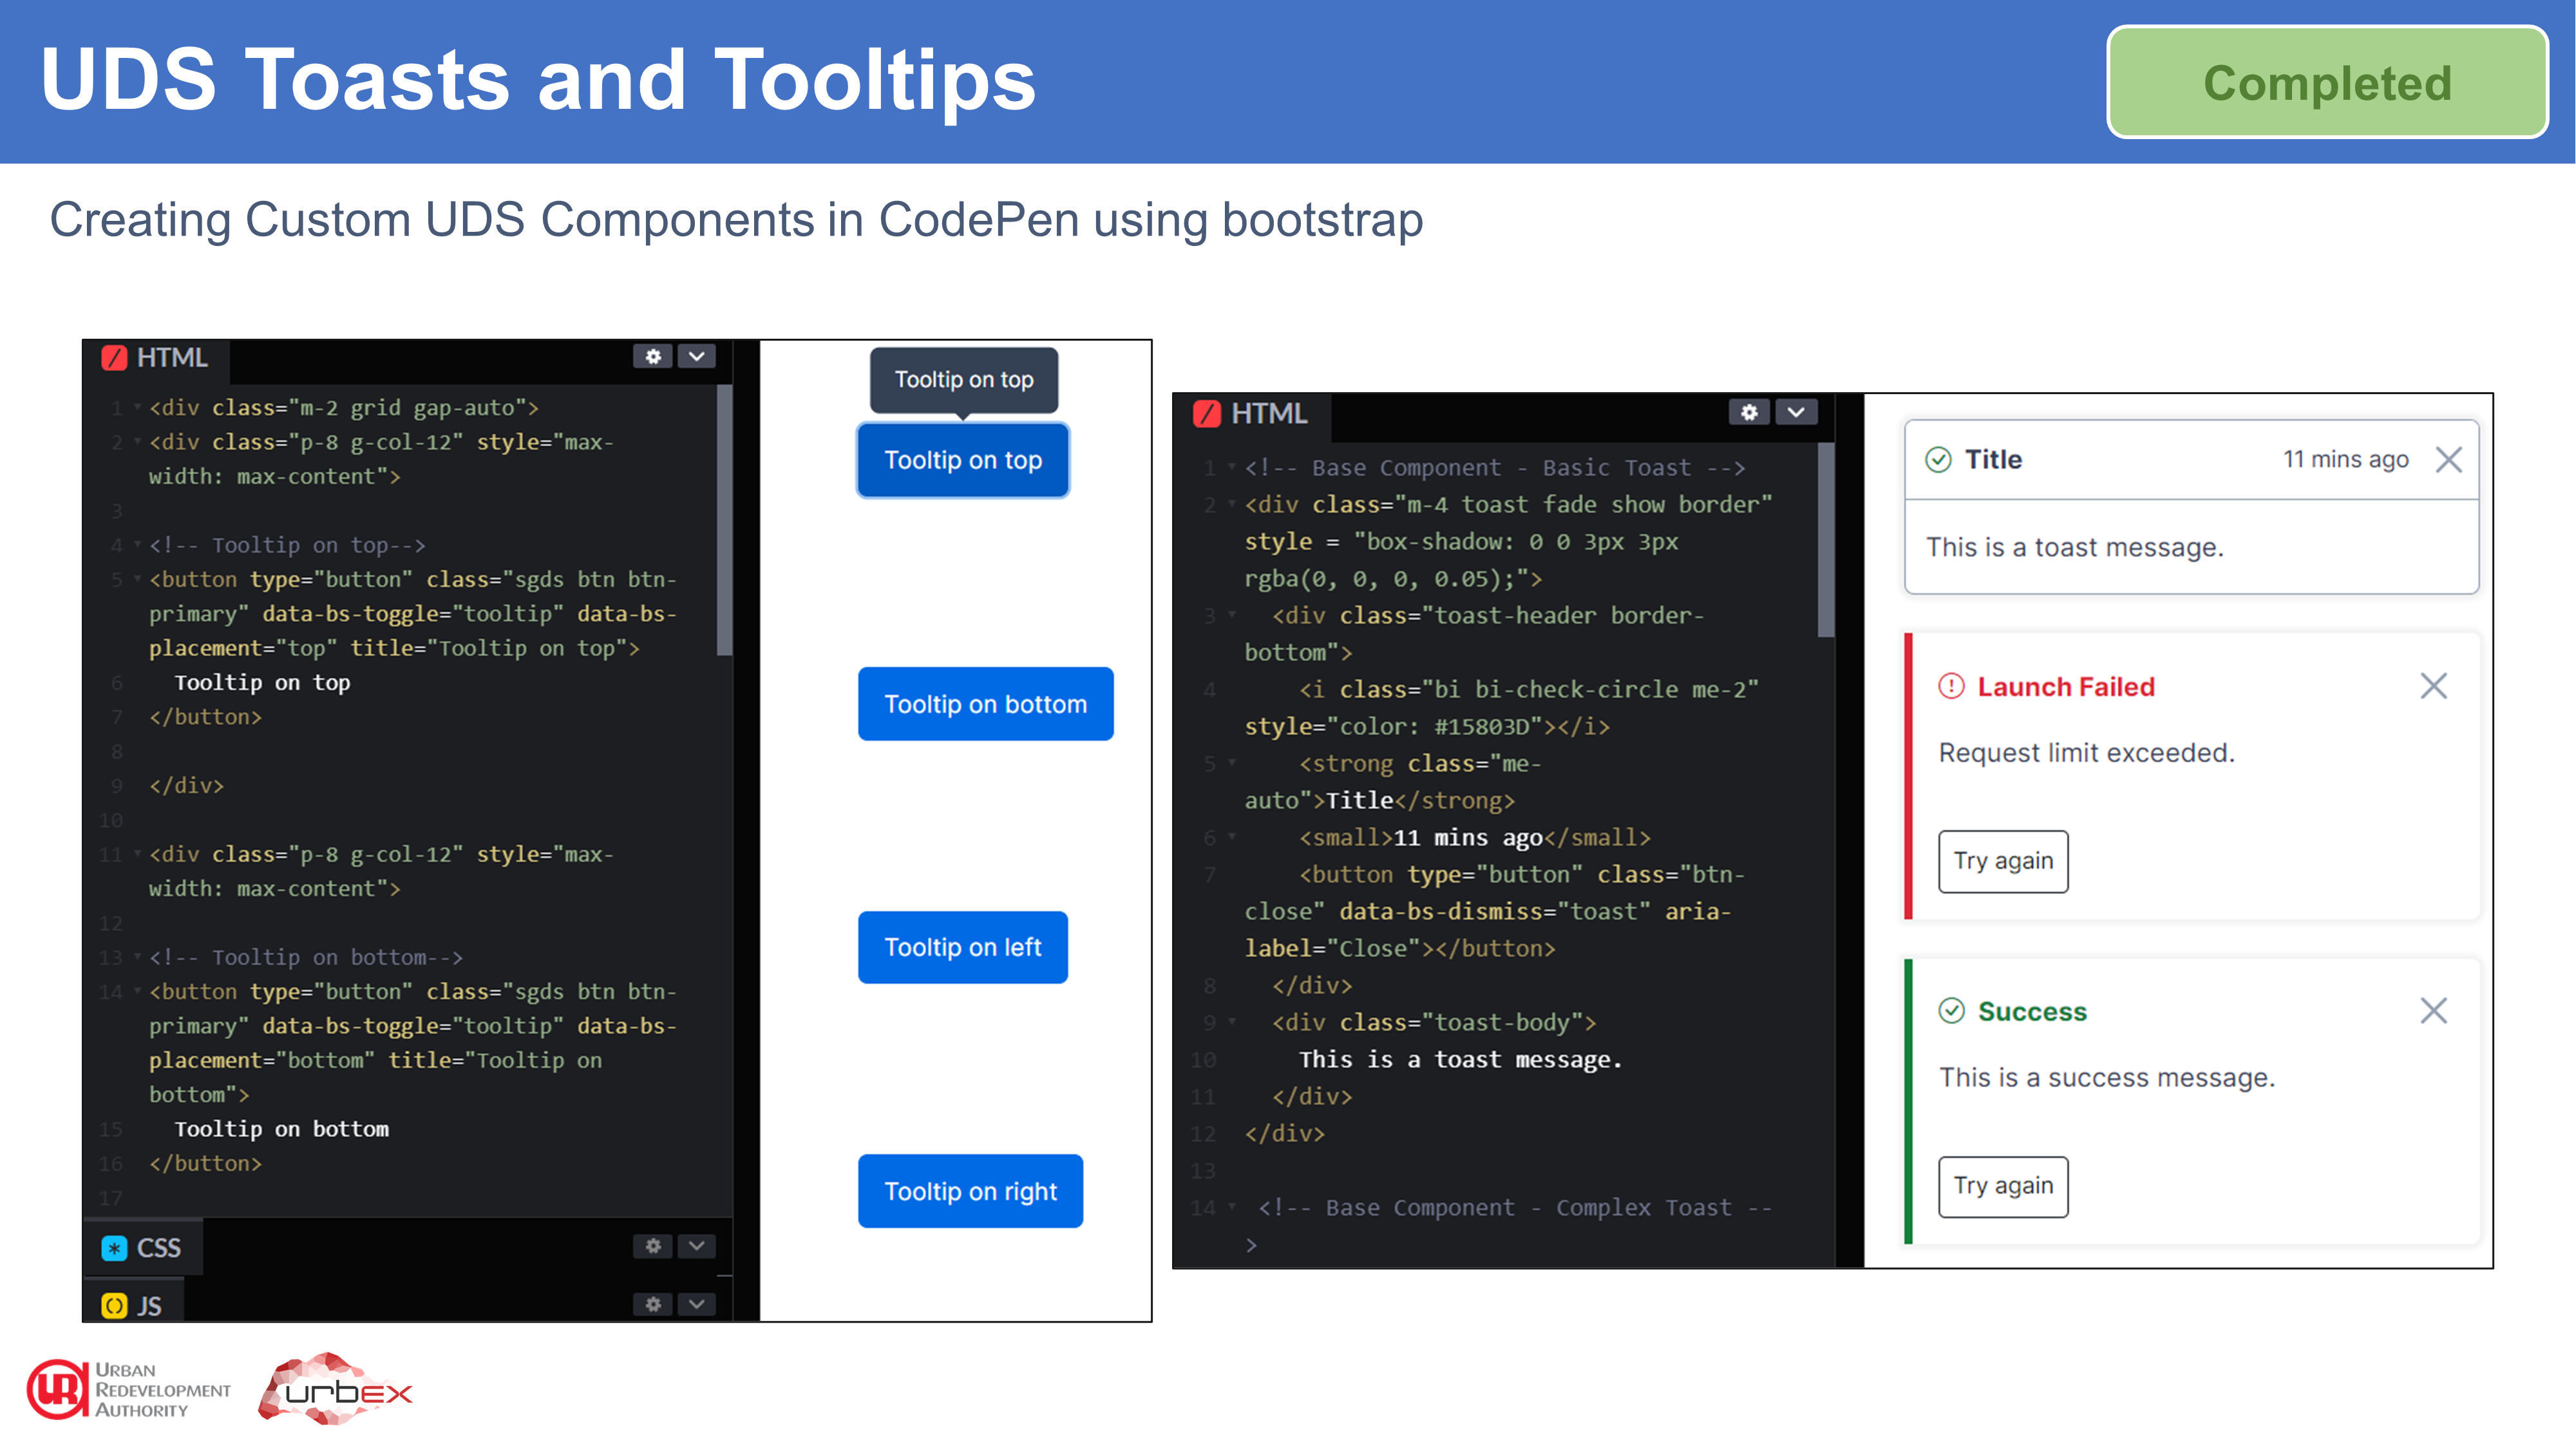 UDS Toasts and Tooltips
Completed
Creating Custom UDS Components in CodePen using bootstrap
HTML
1 <div class="m-2 grid gap-auto">
2 <div class="p-8 g-col-12" style="max-
width: max-content">
3
4 <!-- Tooltip on top-->
5 <button type="button" class="sgds btn btn-
primary" data-bs-toggle="tooltip" data-bs-
placement="top" title="Tooltip on top">
6 Tooltip on top
7 </button>
8
9 </div>
10
11 <div class="p-8 g-col-12" style="max-
width: max-content">
12
13 <!-- Tooltip on bottom-->
14 <button type="button" class="sgds btn btn-
primary" data-bs-toggle="tooltip" data-bs-
placement="bottom" title="Tooltip on
bottom">
15 Tooltip on bottom
16 </button>
17
CSS
JS
Tooltip on top
Tooltip on top
Tooltip on bottom
Tooltip on left
Tooltip on right
HTML
1 <!-- Base Component - Basic Toast -->
2 <div class="m-4 toast fade show border"
style = "box-shadow: 0 0 3px 3px
rgba(0, 0, 0, 0.05);">
3 <div class="toast-header border-
bottom">
4 <i class="bi bi-check-circle me-2"
style="color: #15803D"></i>
5 <strong class="me-
auto">Title</strong>
6 <small>11 mins ago</small>
7 <button type="button" class="btn-
close" data-bs-dismiss="toast" aria-
label="Close"></button>
8 </div>
9 <div class="toast-body">
10 This is a toast message.
11 </div>
12 </div>
13
14 <!-- Base Component - Complex Toast --
>
Title 11 mins ago
This is a toast message.
Launch Failed
Request limit exceeded.
Try again
Success
This is a success message.
Try again
URBAN
REDEVELOPMENT
AUTHORITY
urbEX